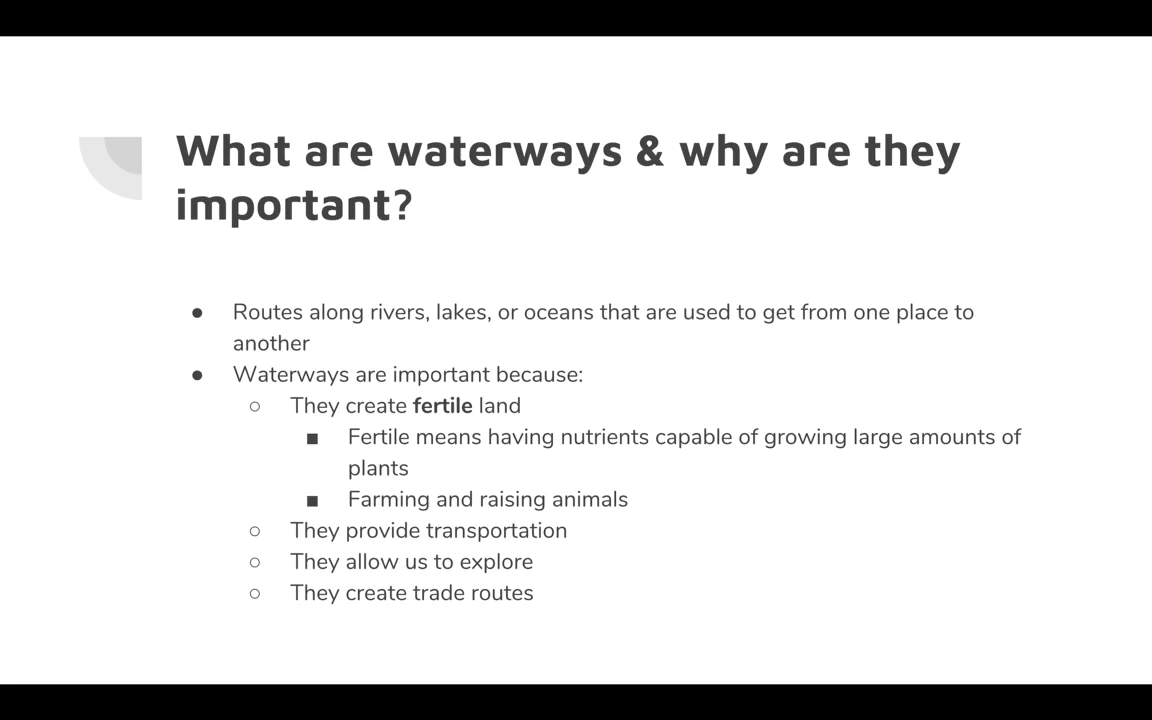 What are waterways & why are they
important?
● Routes along rivers, lakes, or oceans that are used to get from one place to
another
● Waterways are important because:
○ They create fertile land
■ Fertile means having nutrients capable of growing large amounts of
plants
■ Farming and raising animals
○ They provide transportation
○ They allow us to explore
○ They create trade routes